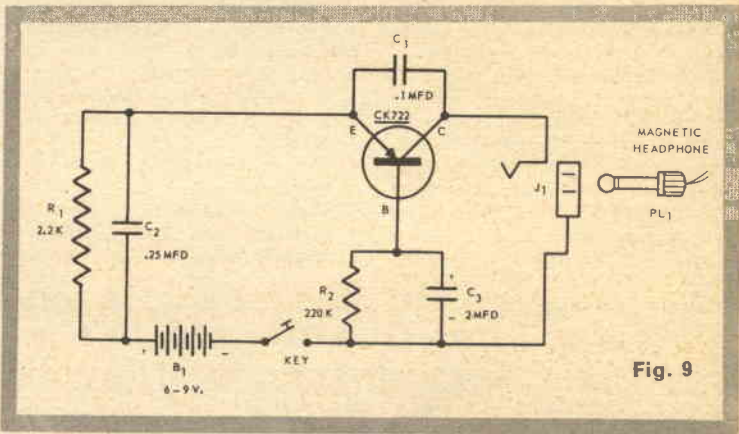 C1
.1MFD
CK722
E
C
B
MAGNETIC
HEADPHONE
J1
PL1
R1
2.2K
C2
.25MFD
R2
220K
+
C3
-
2MFD
+
-
B1
6-9V.
KEY
Fig. 9